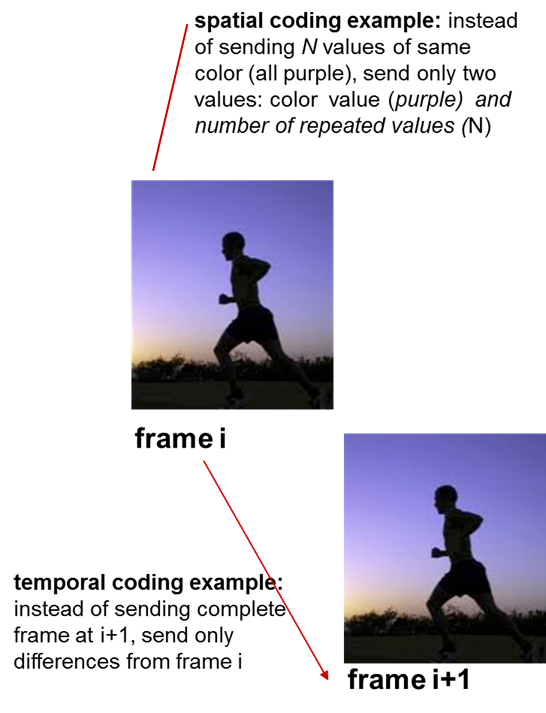 spatial coding example: instead
of sending N values of same
color (all purple), send only two
values: color value (purple) and
number of repeated values (N)
frame i
temporal coding example:
instead of sending complete
frame at i+1, send only
differences from frame i
frame i+1